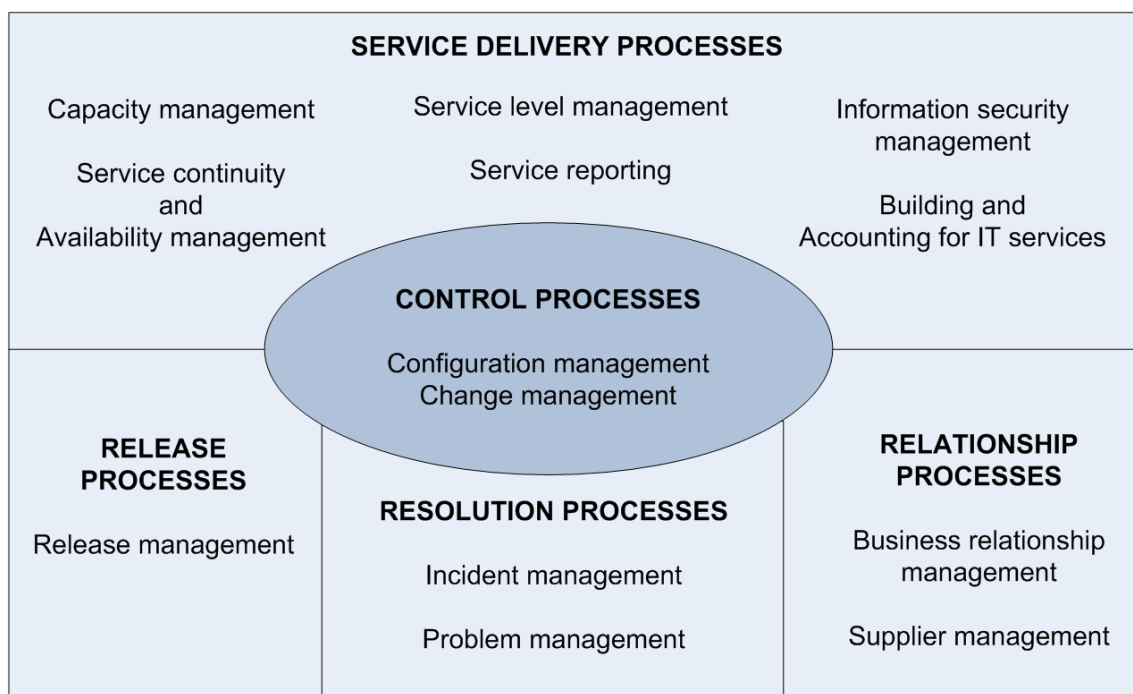 SERVICE DELIVERY PROCESSES
Capacity management
Service continuity
and
Availability management
Service level management
Service reporting
Information security
management
Building and
Accounting for IT services
CONTROL PROCESSES
Configuration management
Change management
RELEASE
PROCESSES
Release management
RESOLUTION PROCESSES
Incident management
Problem management
RELATIONSHIP
PROCESSES
Business relationship
management
Supplier management